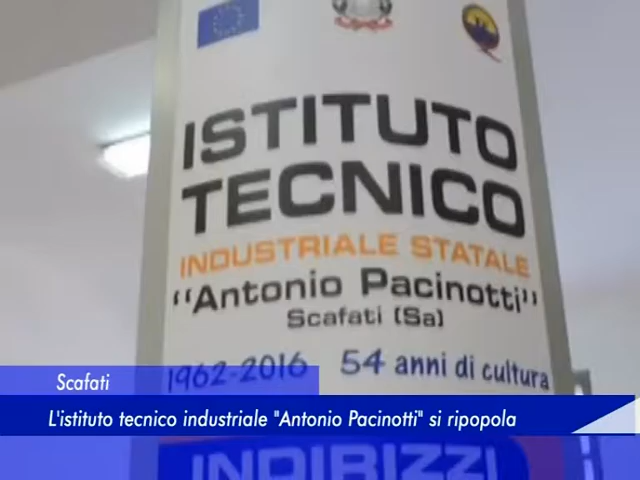 ISTITUTO
TECNICO
INDUSTRIALE STATALE
"Antonio Pacinotti"
Scafati (Sa)
1962-2016 54 anni di cultura
Scafati
L'istituto tecnico industriale "Antonio Pacinotti" si ripopola
INDIRIZZI